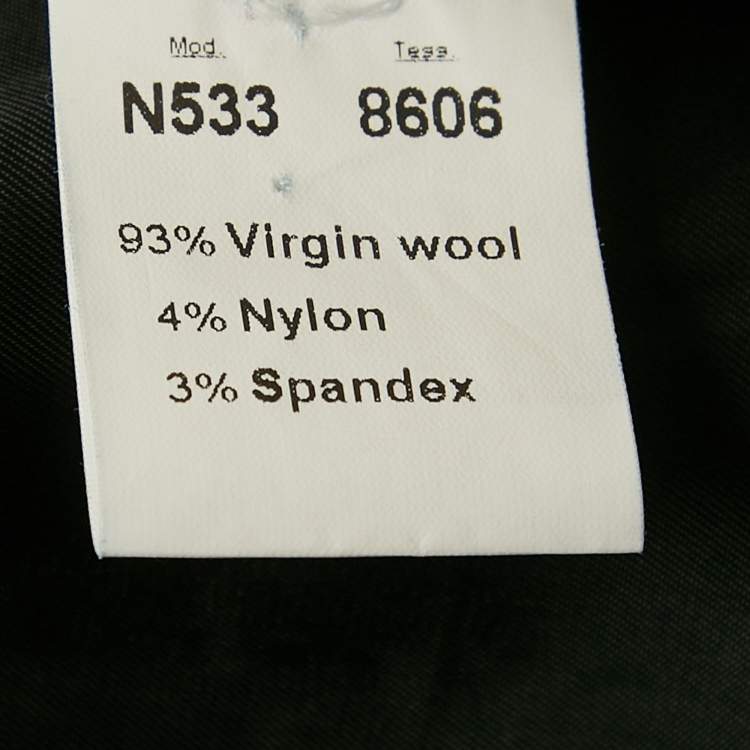 Mod. Tess.
N533 8606
93% Virgin wool
4% Nylon
3% Spandex